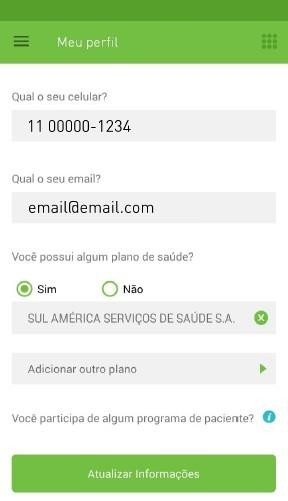 Meu perfil
Qual o seu celular?
11 00000-1234
Qual o seu email?
email@email.com
Você possui algum plano de saúde?
Sim Não
SUL AMÉRICA SERVIÇOS DE SAÚDE S.A.
Adicionar outro plano
Você participa de algum programa de paciente? i
Atualizar Informações